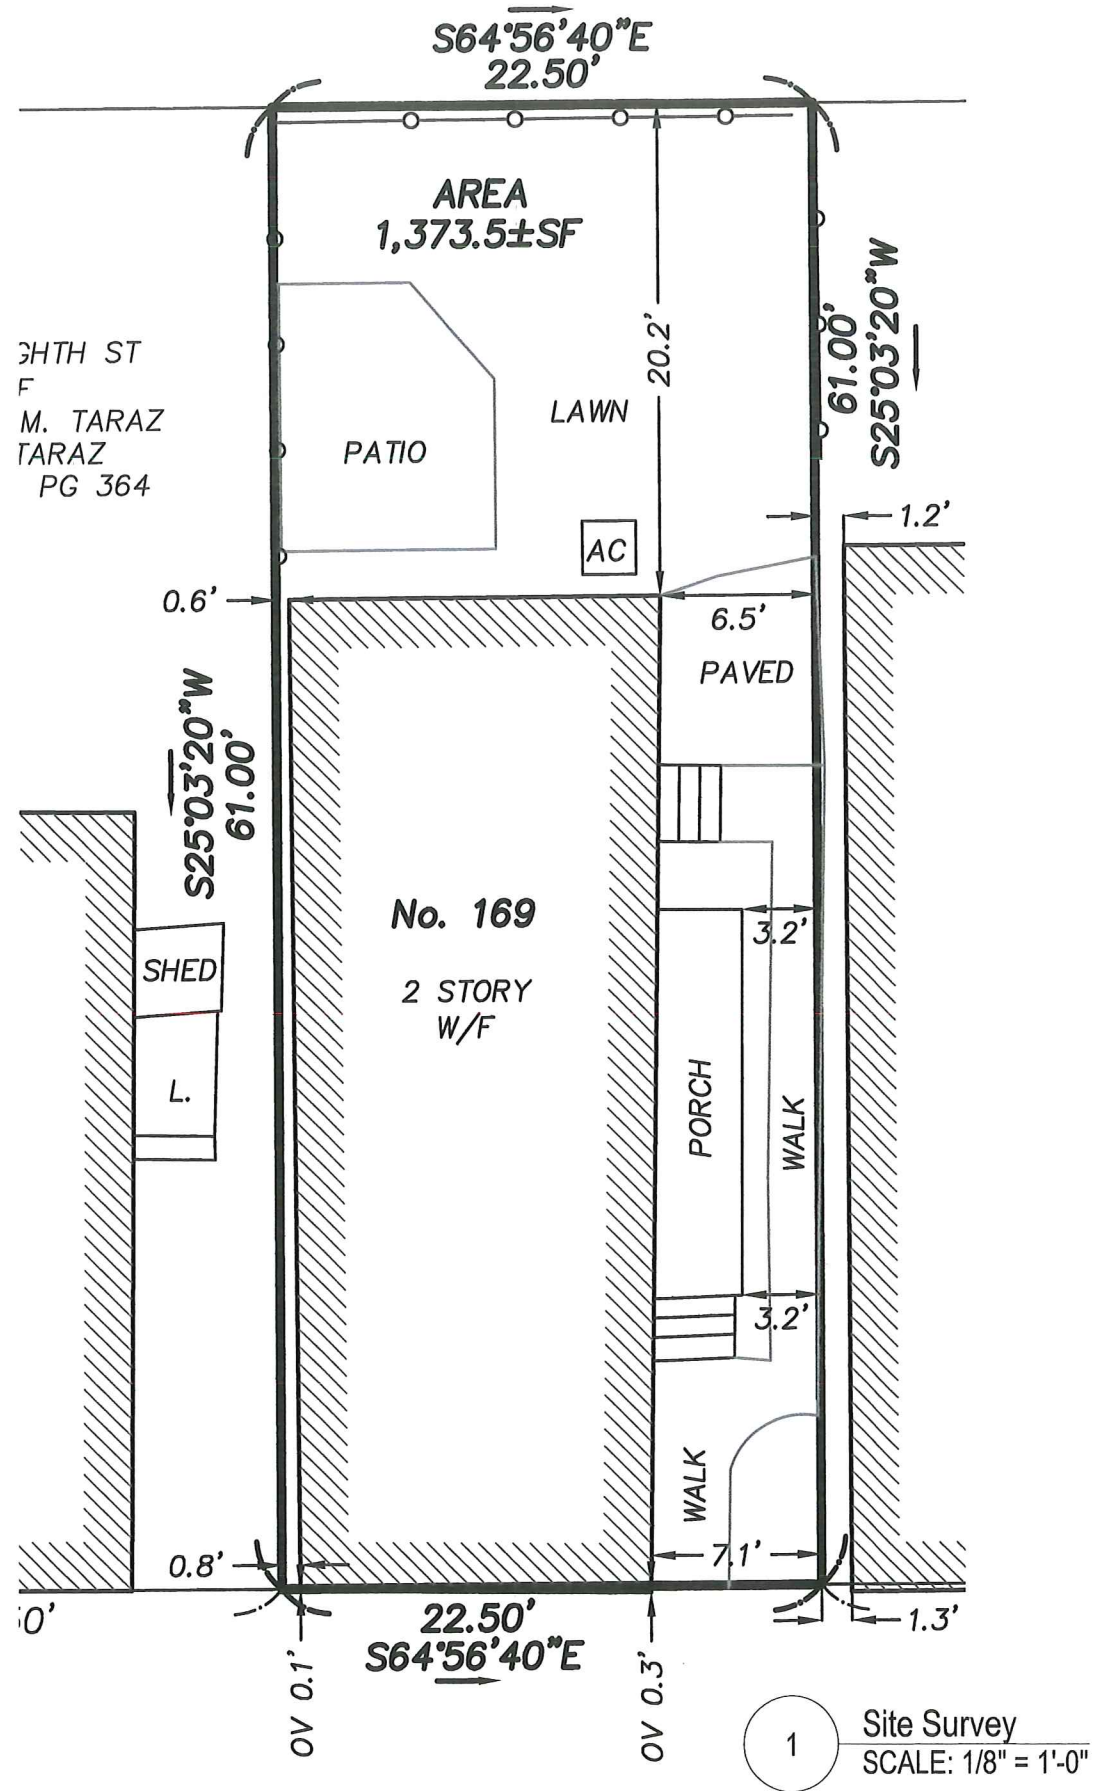 S64°56'40"E
22.50'
AREA
1,373.5±SF
61.00'
S25°03'20"W
ST
F
M. TARAZ
TARAZ
PG 364
20.2'
LAWN
PATIO
1.2'
AC
0.6'
6.5'
PAVED
S25°03'20"W
61.00'
No. 169
3.2'
SHED
2 STORY
W/F
L.
PORCH
WALK
3.2'
WALK
0.8'
7.1'
22.50'
S64°56'40"E
1.3'
OV 0.1'
OV 0.3'
1
Site Survey
SCALE: 1/8" = 1'-0"